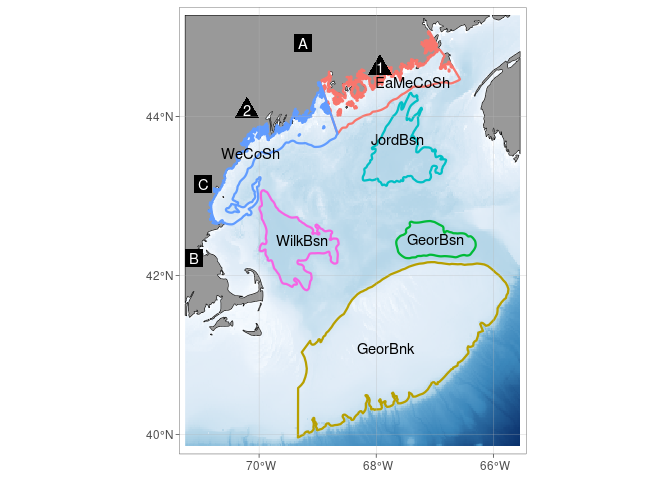 A
1
EaMeCoSh
2
44°N
JordBsn
WeCoSh
C
WilkBsn
GeorBsn
B
42°N
GeorBnk
40°N
70°W
68°W
66°W